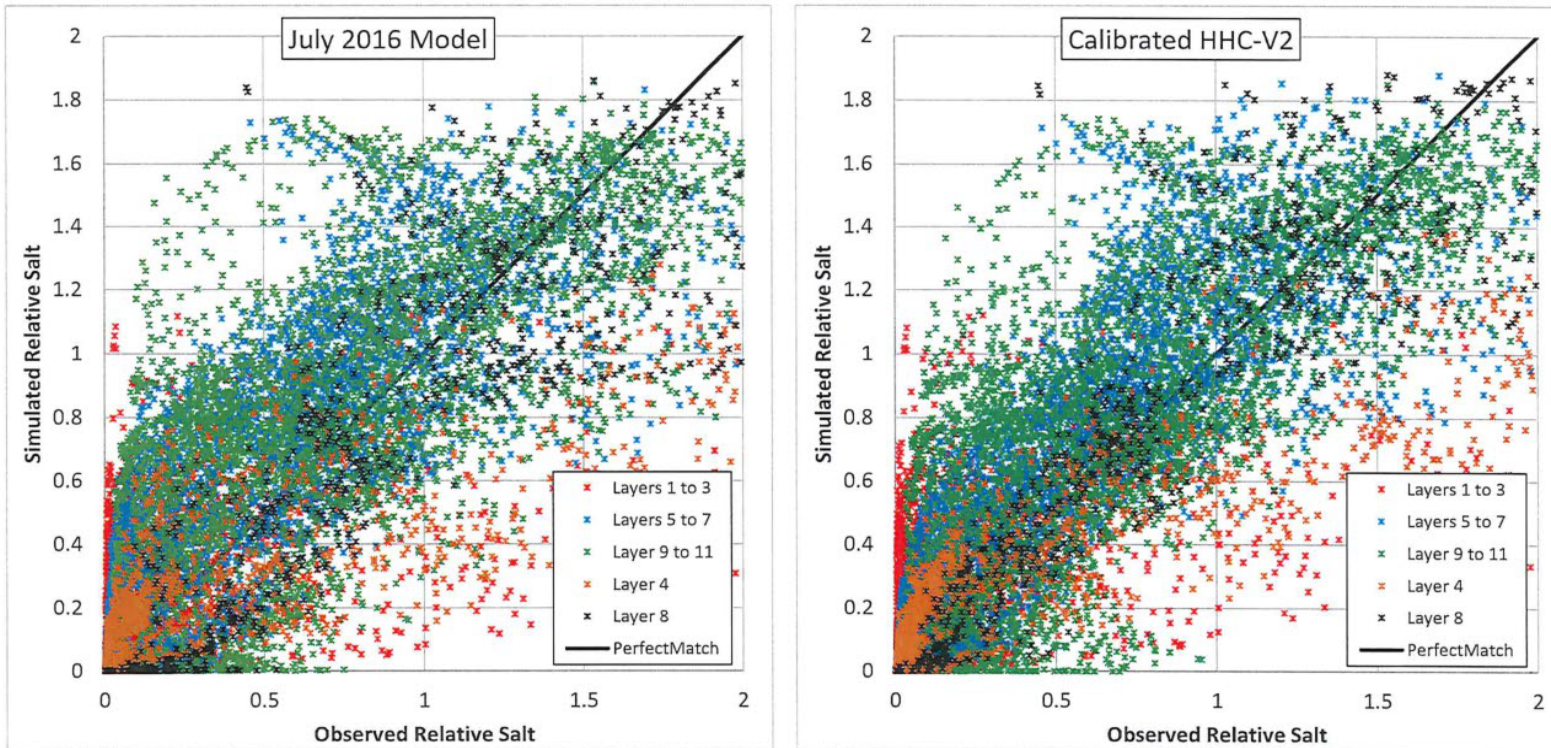 July 2016 Model
Simulated Relative Salt
2
1.8
1.6
1.4
1.2
1
0.8
0.6
0.4
0.2
0
0
0.5
1
1.5
2
Observed Relative Salt
Layers 1 to 3
Layers 5 to 7
Layer 9 to 11
Layer 4
Layer 8
PerfectMatch
Calibrated HHC-V2
Simulated Relative Salt
2
1.8
1.6
1.4
1.2
1
0.8
0.6
0.4
0.2
0
0
0.5
1
1.5
2
Observed Relative Salt
Layers 1 to 3
Layers 5 to 7
Layer 9 to 11
Layer 4
Layer 8
PerfectMatch